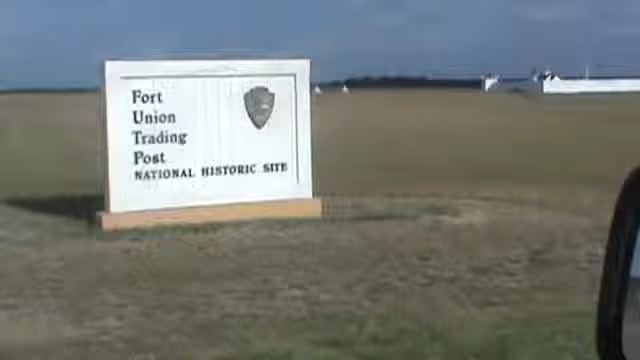 Fort
Union
Trading
Post
NATIONAL HISTORIC SITE